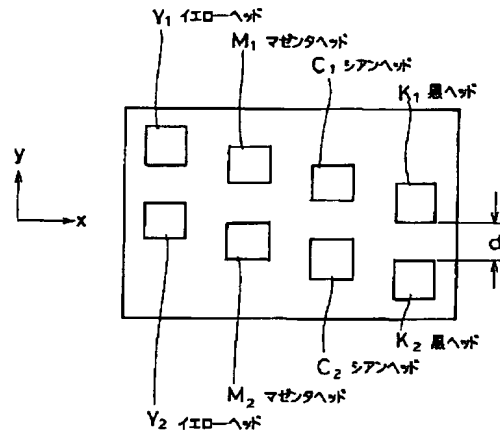 Y1 イエローヘッド
M1 マゼンタヘッド
C1 シアンヘッド
K1 黒ヘッド
y
x
d
K2 黒ヘッド
C2 シアンヘッド
M2 マゼンタヘッド
Y2 イエローヘッド